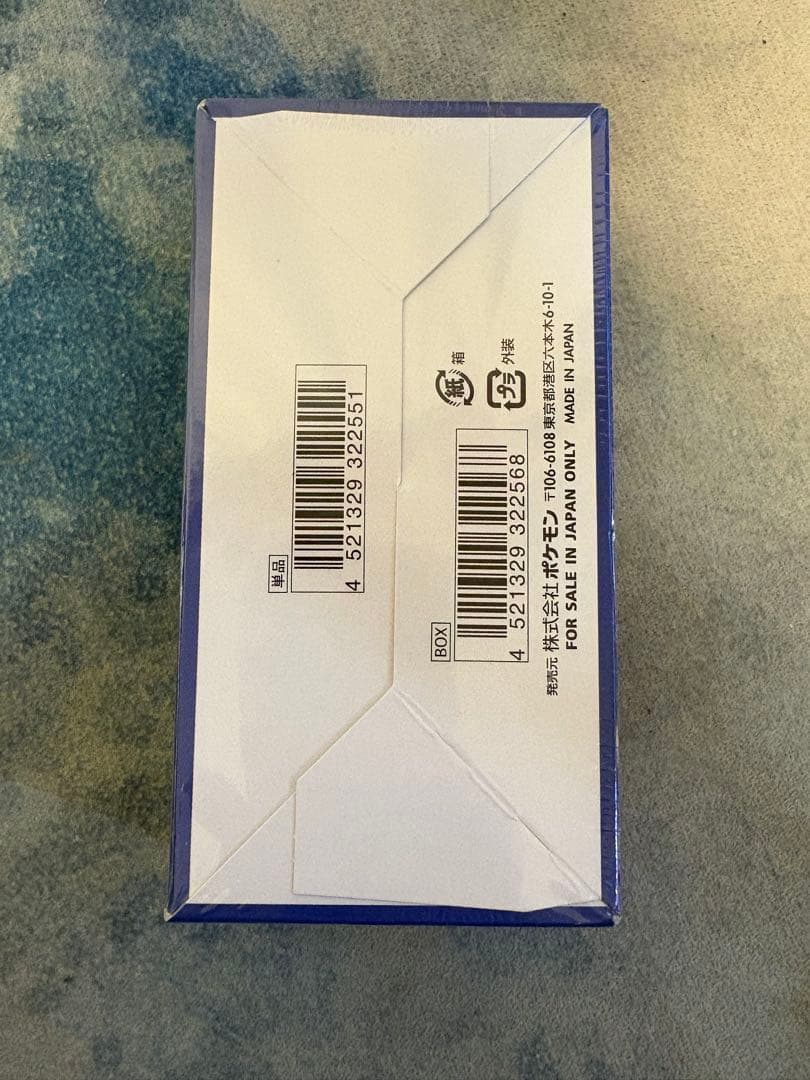 単品
4 521329 322551
BOX
4 521329 322568
紙 箱
プラ 外装
発売元 株式会社ポケモン 〒106-6108 東京都港区六本木6-10-1
FOR SALE IN JAPAN ONLY MADE IN JAPAN